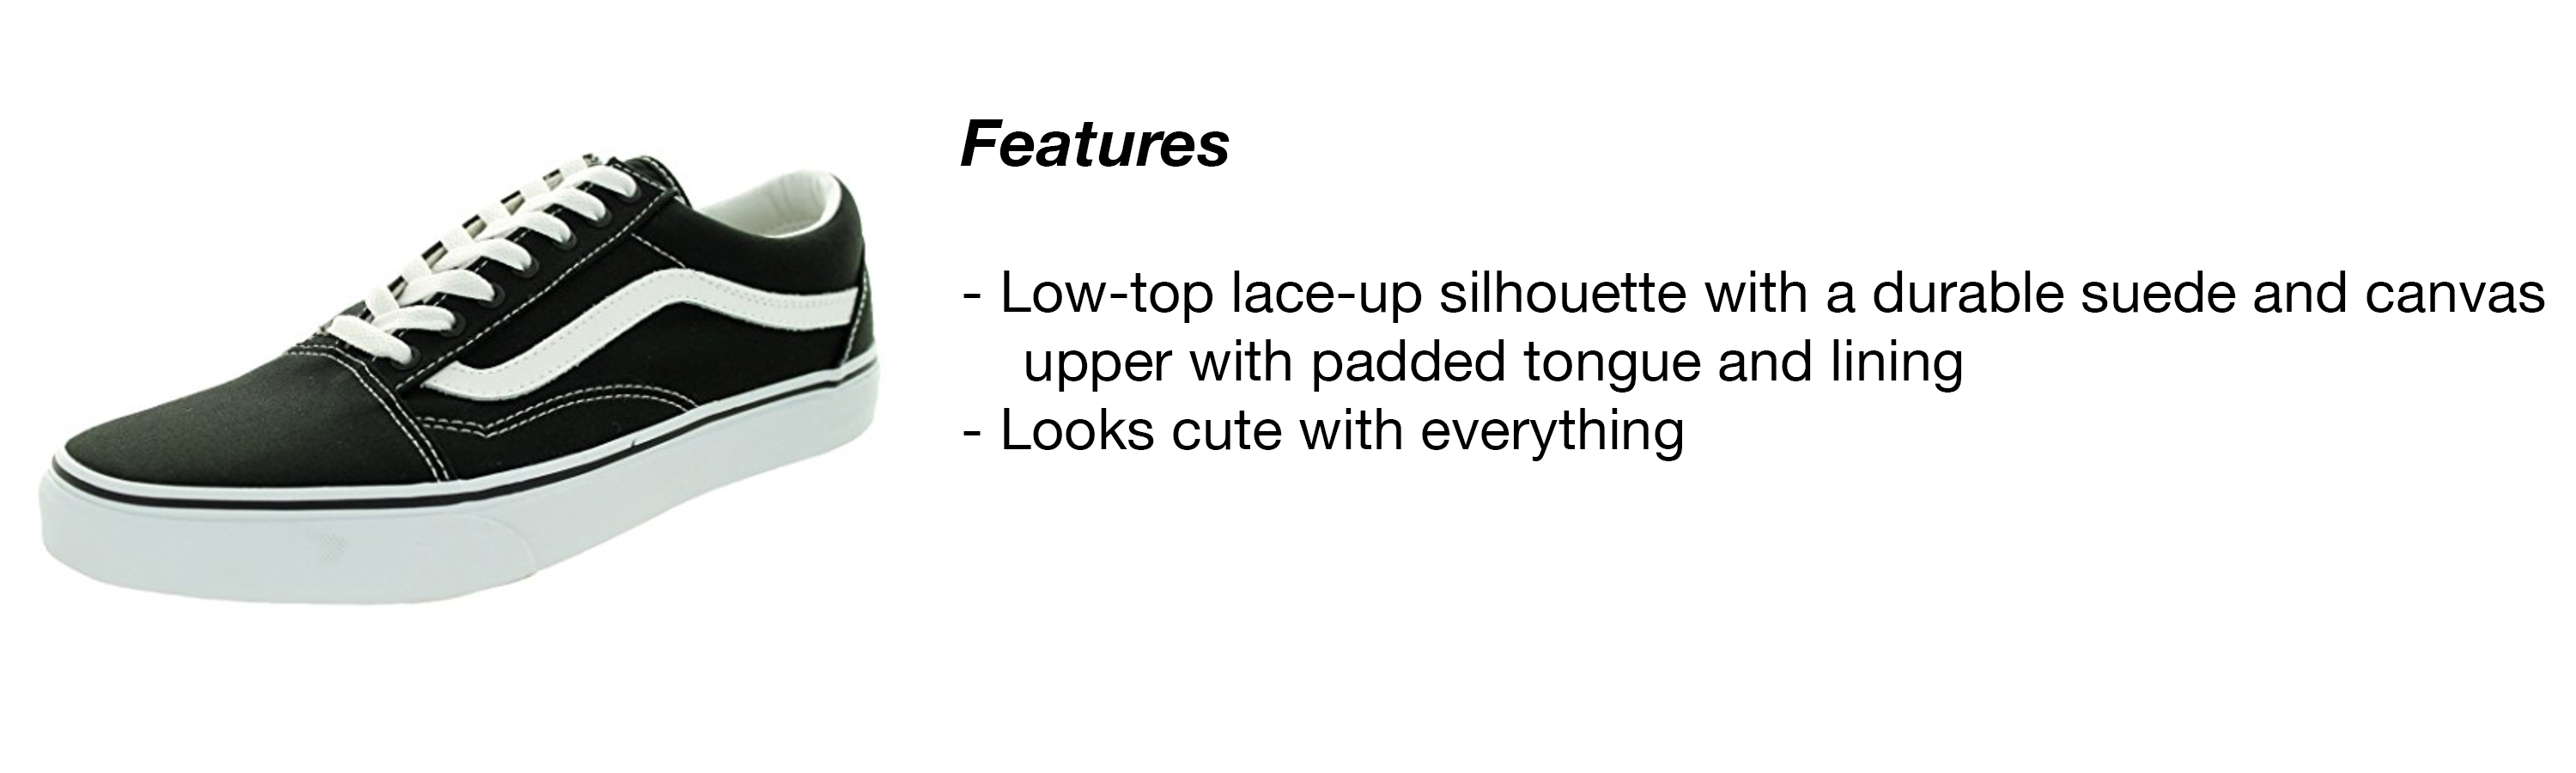 Features
- Low-top lace-up silhouette with a durable suede and canvas
upper with padded tongue and lining
- Looks cute with everything